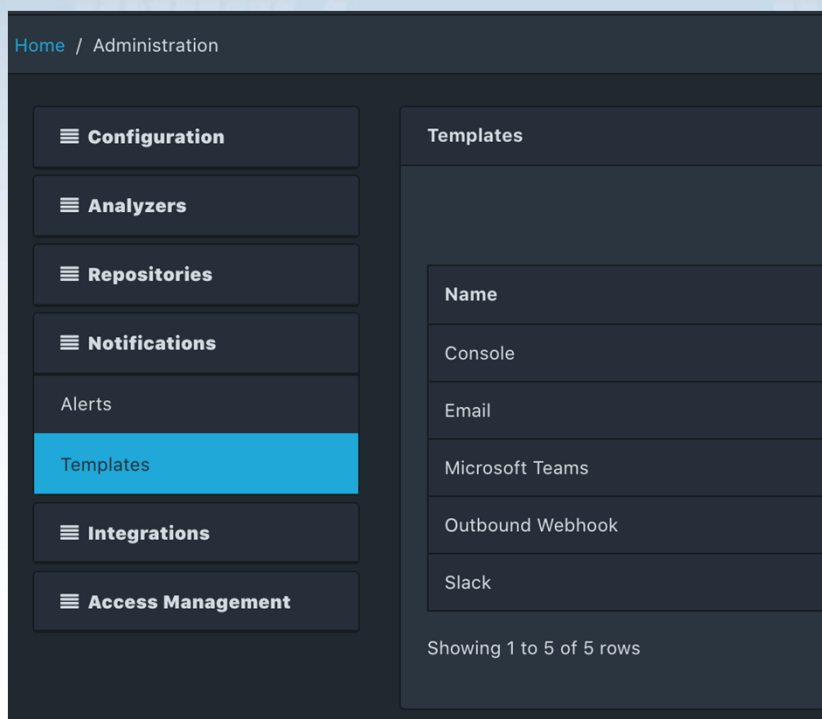 Home / Administration
Configuration
Analyzers
Repositories
Notifications
Alerts
Templates
Integrations
Access Management
Templates
Name
Console
Email
Microsoft Teams
Outbound Webhook
Slack
Showing 1 to 5 of 5 rows